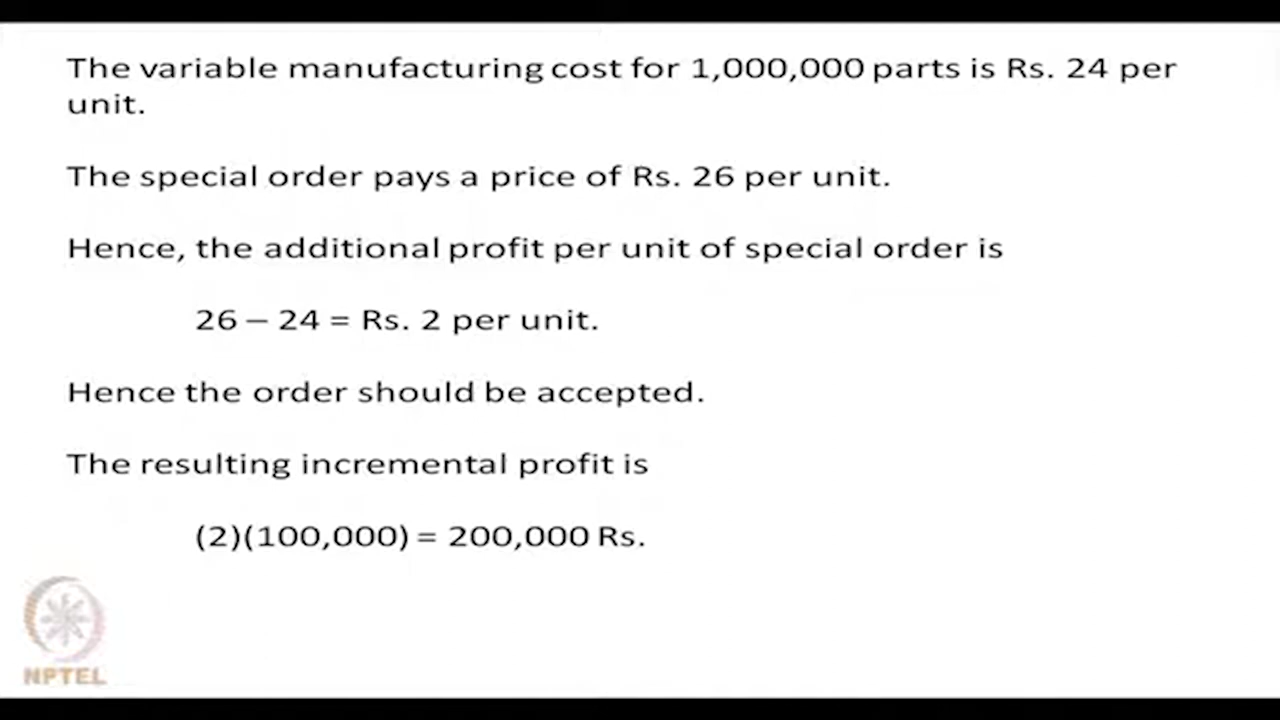 The variable manufacturing cost for 1,000,000 parts is Rs. 24 per
unit.
The special order pays a price of Rs. 26 per unit.
Hence, the additional profit per unit of special order is
26 – 24 = Rs. 2 per unit.
Hence the order should be accepted.
The resulting incremental profit is
(2)(100,000) = 200,000 Rs.
NPTEL